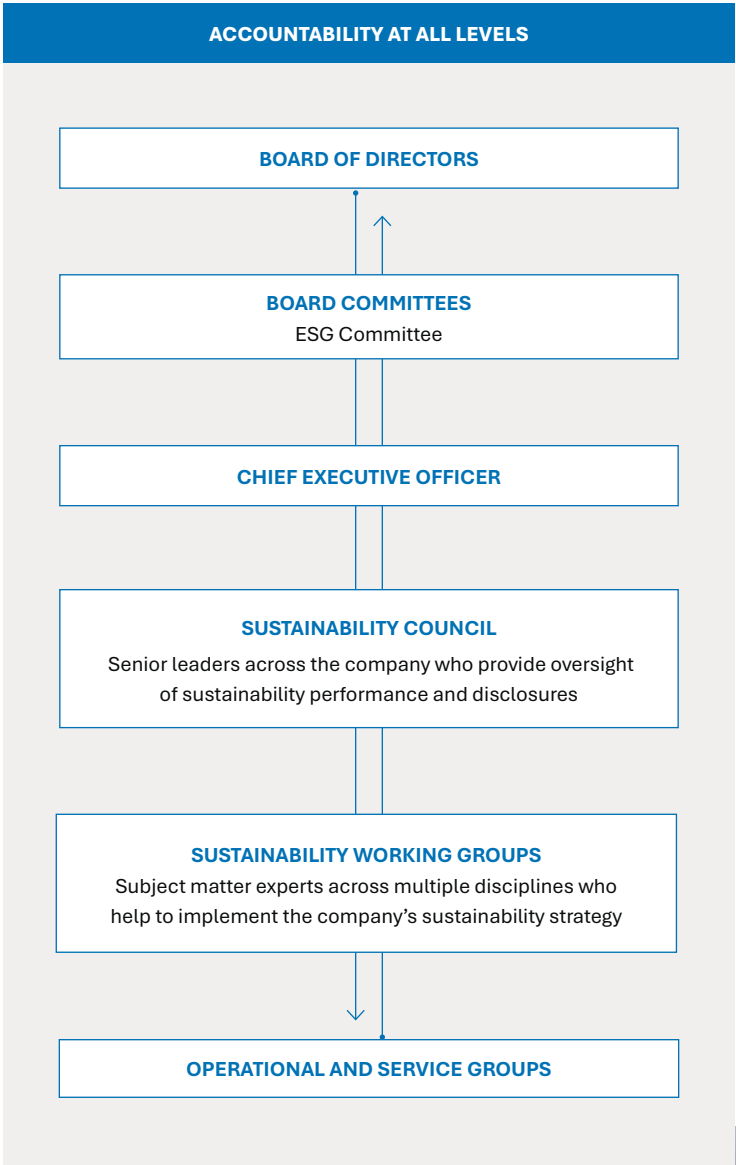 ACCOUNTABILITY AT ALL LEVELS
BOARD OF DIRECTORS
BOARD COMMITTEES
ESG Committee
CHIEF EXECUTIVE OFFICER
SUSTAINABILITY COUNCIL
Senior leaders across the company who provide oversight
of sustainability performance and disclosures
SUSTAINABILITY WORKING GROUPS
Subject matter experts across multiple disciplines who
help to implement the company’s sustainability strategy
OPERATIONAL AND SERVICE GROUPS